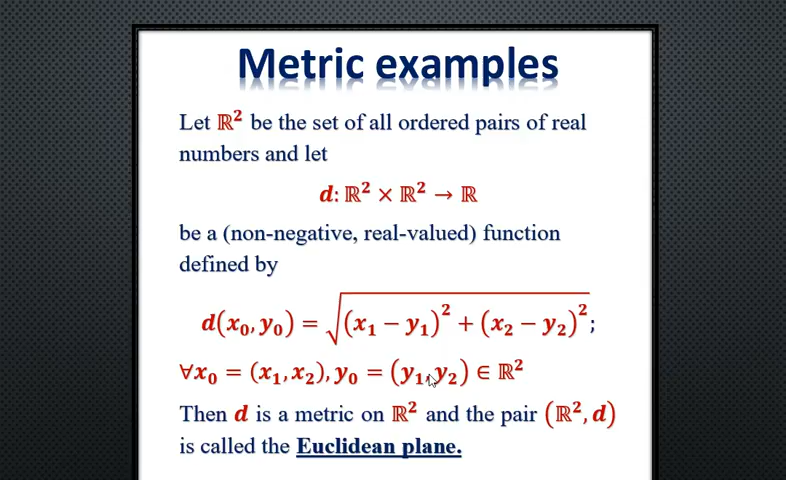 Metric examples
Let ℝ² be the set of all ordered pairs of real
numbers and let
d: ℝ² × ℝ² → ℝ
be a (non-negative, real-valued) function
defined by
d(x₀, y₀) = √((x₁ − y₁)² + (x₂ − y₂)²);
∀x₀ = (x₁, x₂), y₀ = (y₁, y₂) ∈ ℝ²
Then d is a metric on ℝ² and the pair (ℝ², d)
is called the Euclidean plane.